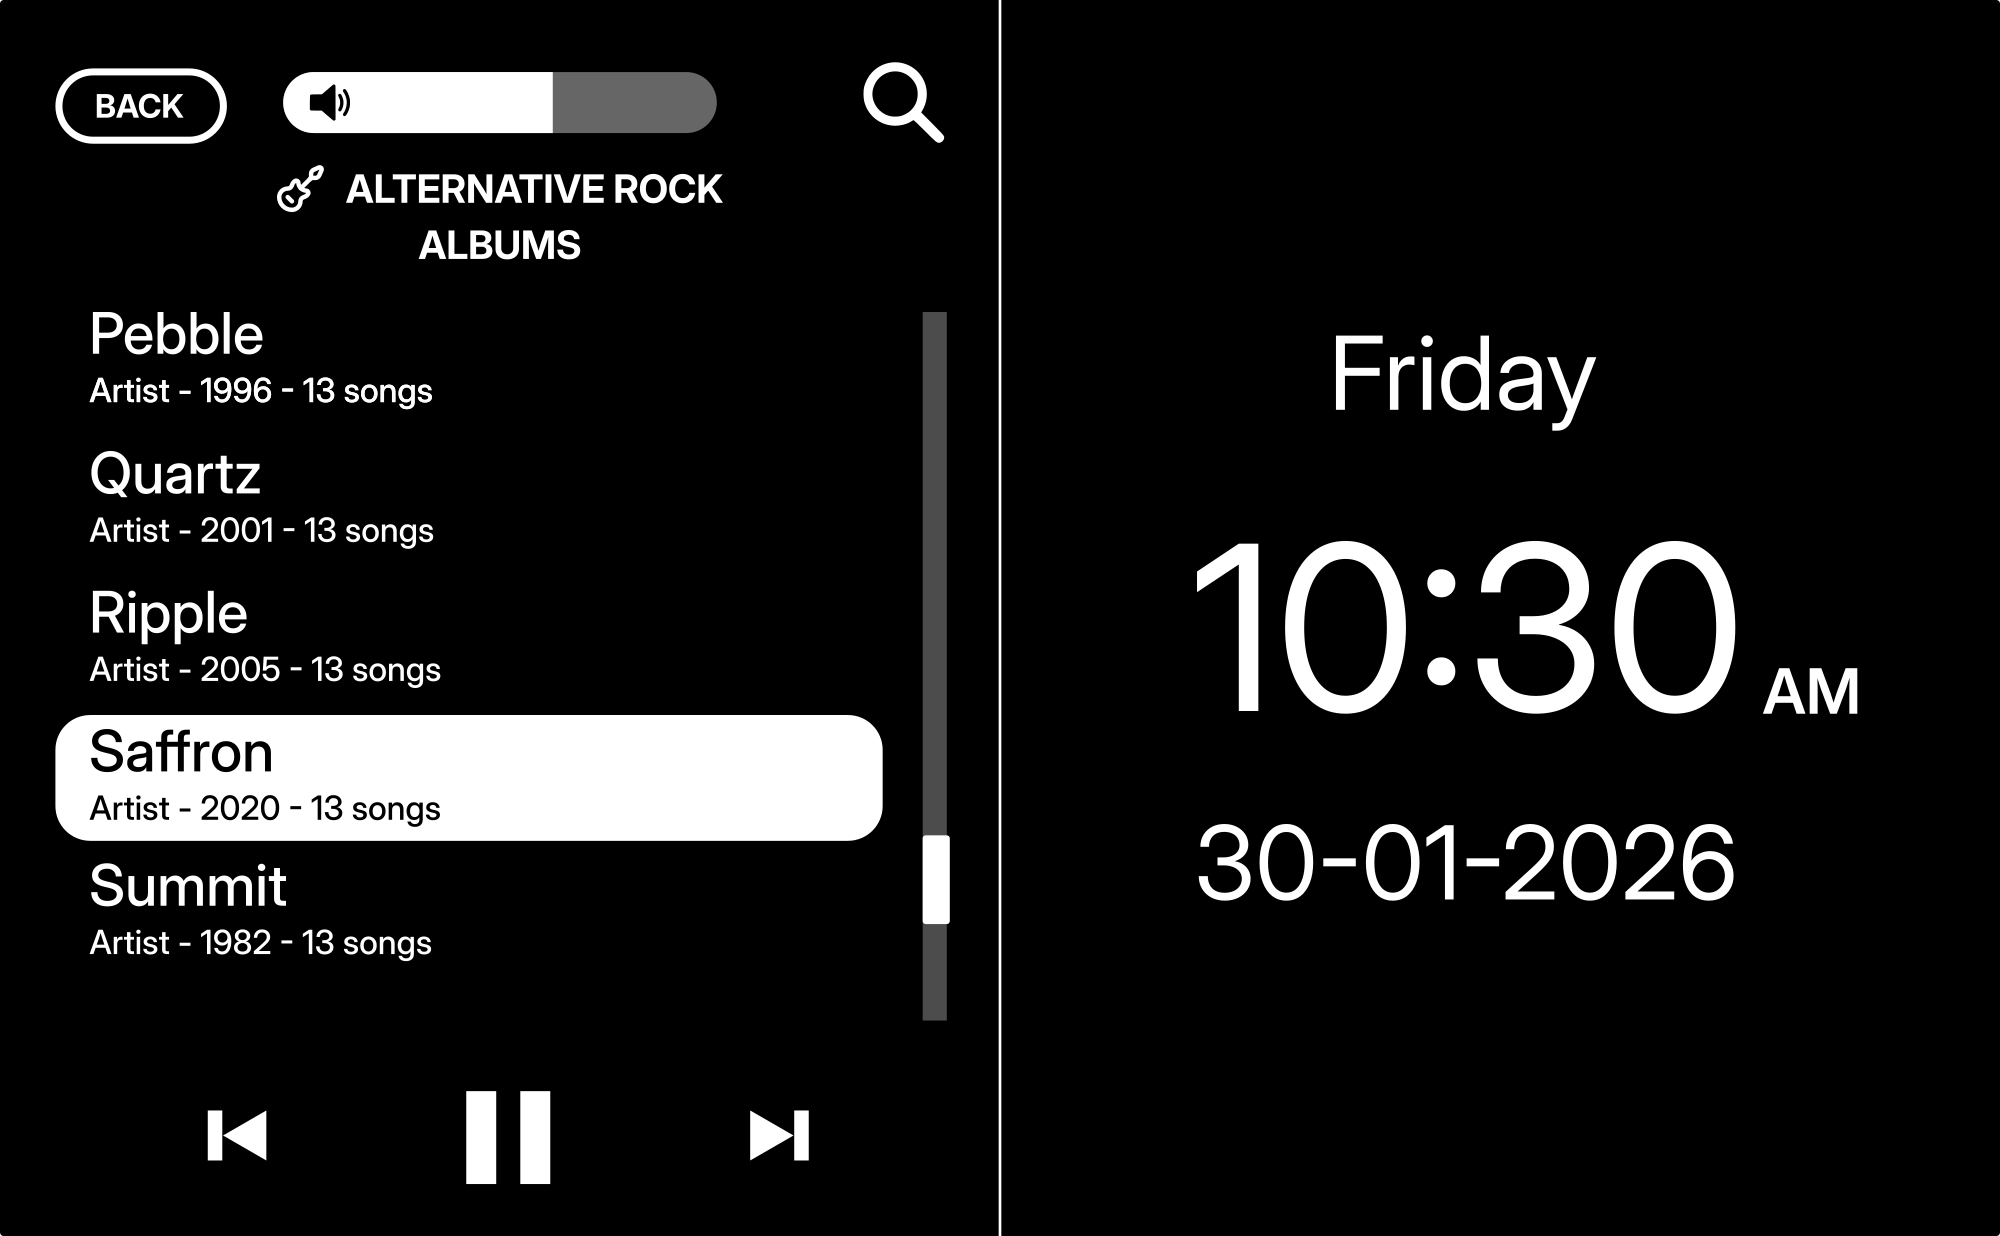 BACK
ALTERNATIVE ROCK
ALBUMS
Pebble
Artist - 1996 - 13 songs
Quartz
Artist - 2001 - 13 songs
Ripple
Artist - 2005 - 13 songs
Saffron
Artist - 2020 - 13 songs
Summit
Artist - 1982 - 13 songs
Friday
10:30 AM
30-01-2026